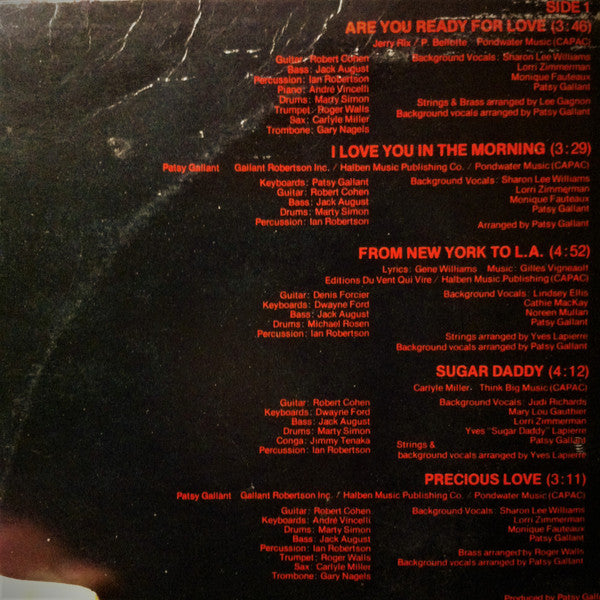 SIDE 1
ARE YOU READY FOR LOVE (3:46)
Jerry Rix / P. Belfeite Pondwater Music (CAPAC)
Guitar: Robert Cohen
Bass: Jack August
Percussion: Ian Robertson
Piano: André Vincelli
Drums: Marty Simon
Trumpet: Roger Walls
Sax: Carlyle Miller
Trombone: Gary Nagels
Background Vocals: Sharon Lee Williams
Lorri Zimmerman
Monique Fauteux
Patsy Gallant
Strings & Brass arranged by Lee Gagnon
Background vocals arranged by Patsy Gallant
I LOVE YOU IN THE MORNING (3:29)
Patsy Gallant Gallant Robertson Inc. / Halben Music Publishing Co. / Pondwater Music (CAPAC)
Keyboards: Patsy Gallant
Guitar: Robert Cohen
Bass: Jack August
Drums: Marty Simon
Percussion: Ian Robertson
Background Vocals: Sharon Lee Williams
Lorri Zimmerman
Monique Fauteux
Patsy Gallant
Arranged by Patsy Gallant
FROM NEW YORK TO L.A. (4:52)
Lyrics: Gene Williams Music: Gilles Vigneault
Editions Du Vent Qui Vire / Halben Music Publishing (CAPAC)
Guitar: Denis Forcier
Keyboards: Dwayne Ford
Bass: Jack August
Drums: Michael Rosen
Percussion: Ian Robertson
Background Vocals: Lindsey Ellis
Cathie MacKay
Noreen Mullan
Patsy Gallant
Strings arranged by Yves Lapierre
Background vocals arranged by Patsy Gallant
SUGAR DADDY (4:12)
Carlyle Miller. Think Big Music (CAPAC)
Guitar: Robert Cohen
Keyboards: Dwayne Ford
Bass: Jack August
Drums: Marty Simon
Conga: Jimmy Tenaka
Percussion: Ian Robertson
Background Vocals: Judi Richards
Mary Lou Gauthier
Lorri Zimmerman
Yves "Sugar Daddy" Lapierre
Patsy Gallant
Strings &
background vocals arranged by Yves Lapierre
PRECIOUS LOVE (3:11)
Patsy Gallant Gallant Robertson Inc. / Halben Music Publishing Co. / Pondwater Music (CAPAC)
Guitar: Robert Cohen
Keyboards: André Vincelli
Drums: Marty Simon
Bass: Jack August
Percussion: Ian Robertson
Trumpet: Roger Walls
Sax: Carlyle Miller
Trombone: Gary Nagels
Background Vocals: Sharon Lee Williams
Lorri Zimmerman
Monique Fauteux
Patsy Gallant
Brass arranged by Roger Walls
Background vocals arranged by Patsy Gallant
Produced by Patsy Gall